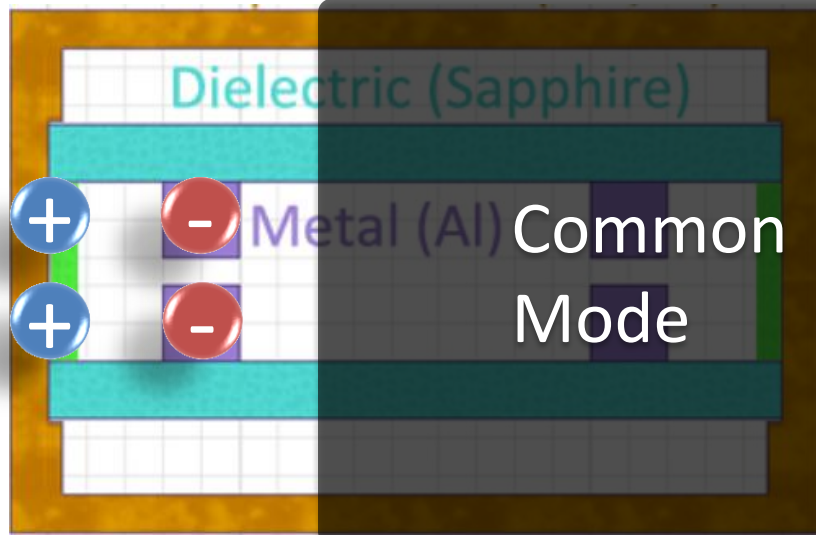 Dielectric (Sapphire)
+ - Metal (Al) Common
+ - Mode